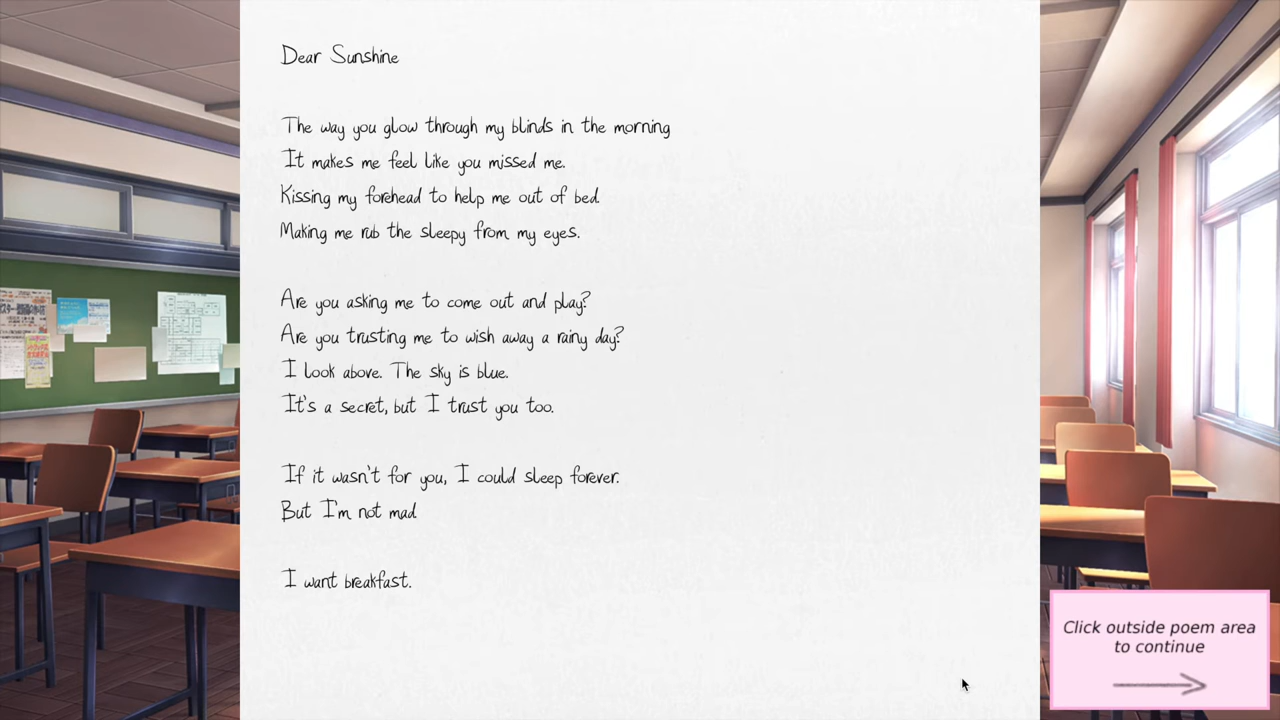 Dear Sunshine
The way you glow through my blinds in the morning
It makes me feel like you missed me.
Kissing my forehead to help me out of bed.
Making me rub the sleepy from my eyes.
Are you asking me to come out and play?
Are you trusting me to wish away a rainy day?
I look above. The sky is blue.
It's a secret, but I trust you too.
If it wasn't for you, I could sleep forever.
But I'm not mad
I want breakfast.
Click outside poem area
to continue